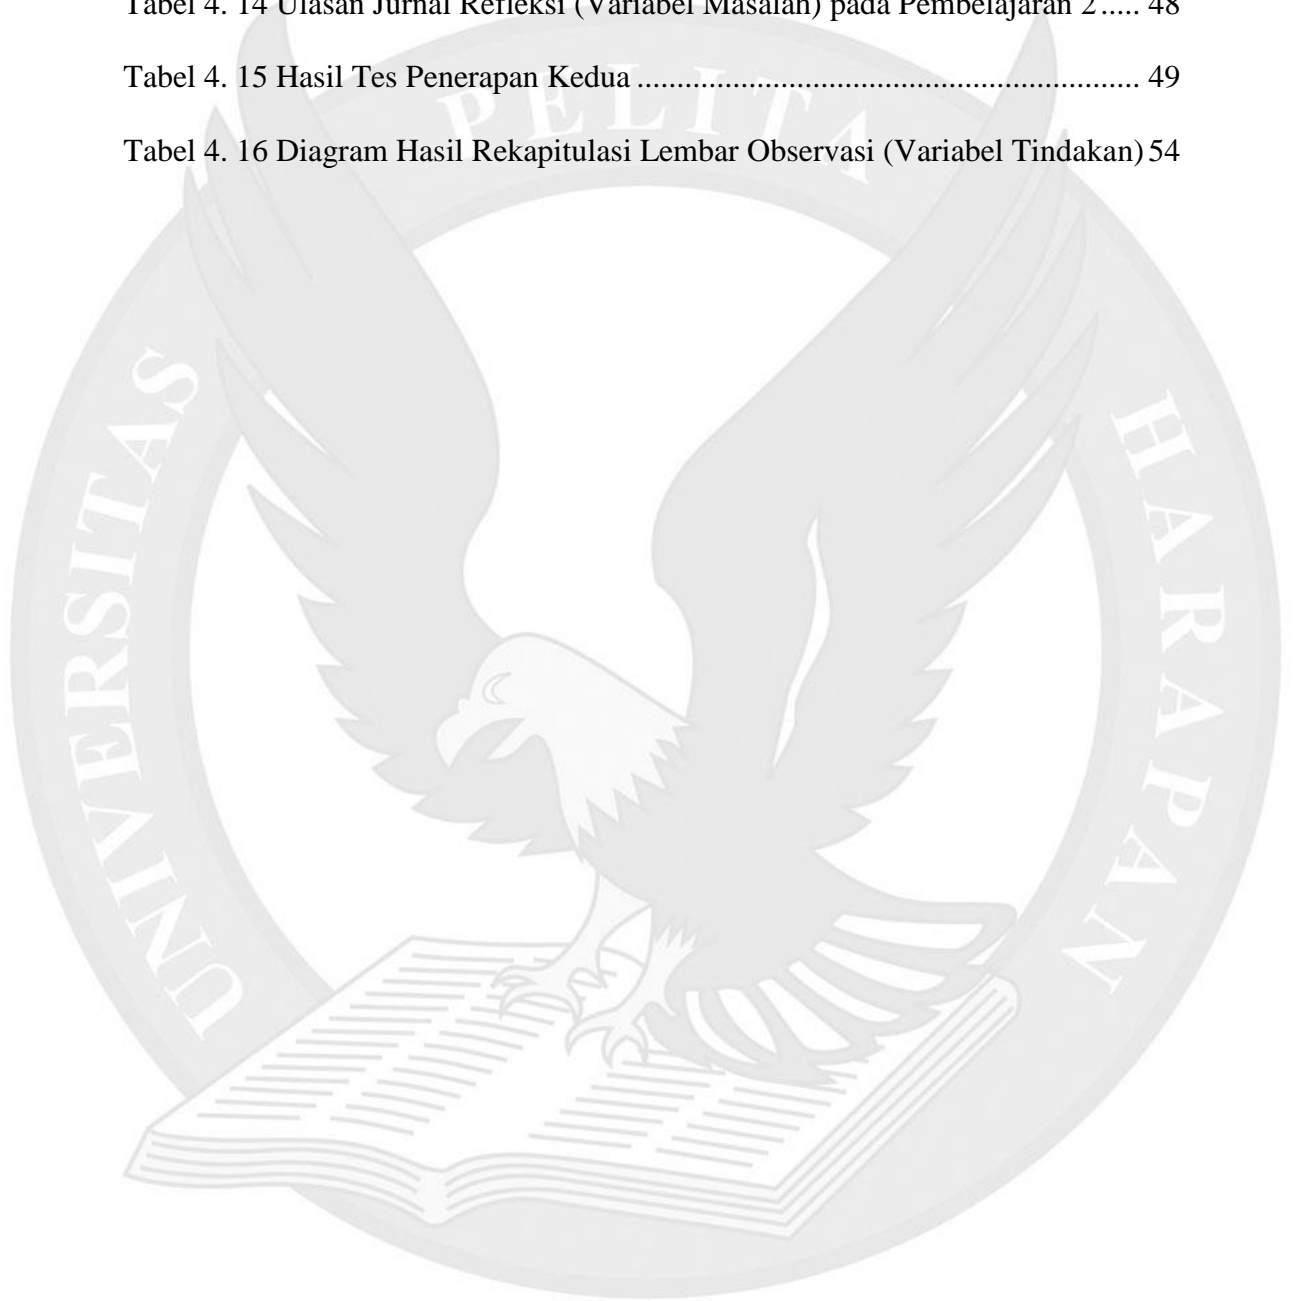 Tabel 4. 14 Ulasan Jurnal Refleksi (Variabel Masalah) pada Pembelajaran 2..... 48
Tabel 4. 15 Hasil Tes Penerapan Kedua ............................................................... 49
Tabel 4. 16 Diagram Hasil Rekapitulasi Lembar Observasi (Variabel Tindakan) 54
UNIVERSITAS PELITA HARAPAN